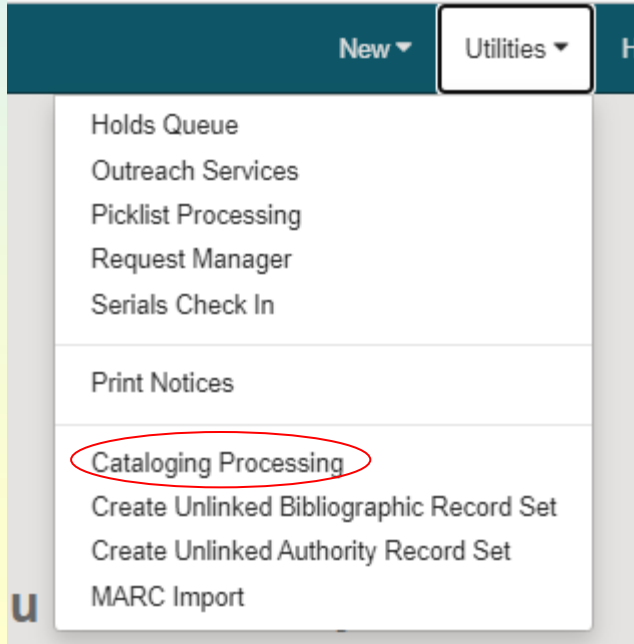 New Utilities H
Holds Queue
Outreach Services
Picklist Processing
Request Manager
Serials Check In
Print Notices
Cataloging Processing
Create Unlinked Bibliographic Record Set
Create Unlinked Authority Record Set
MARC Import
u